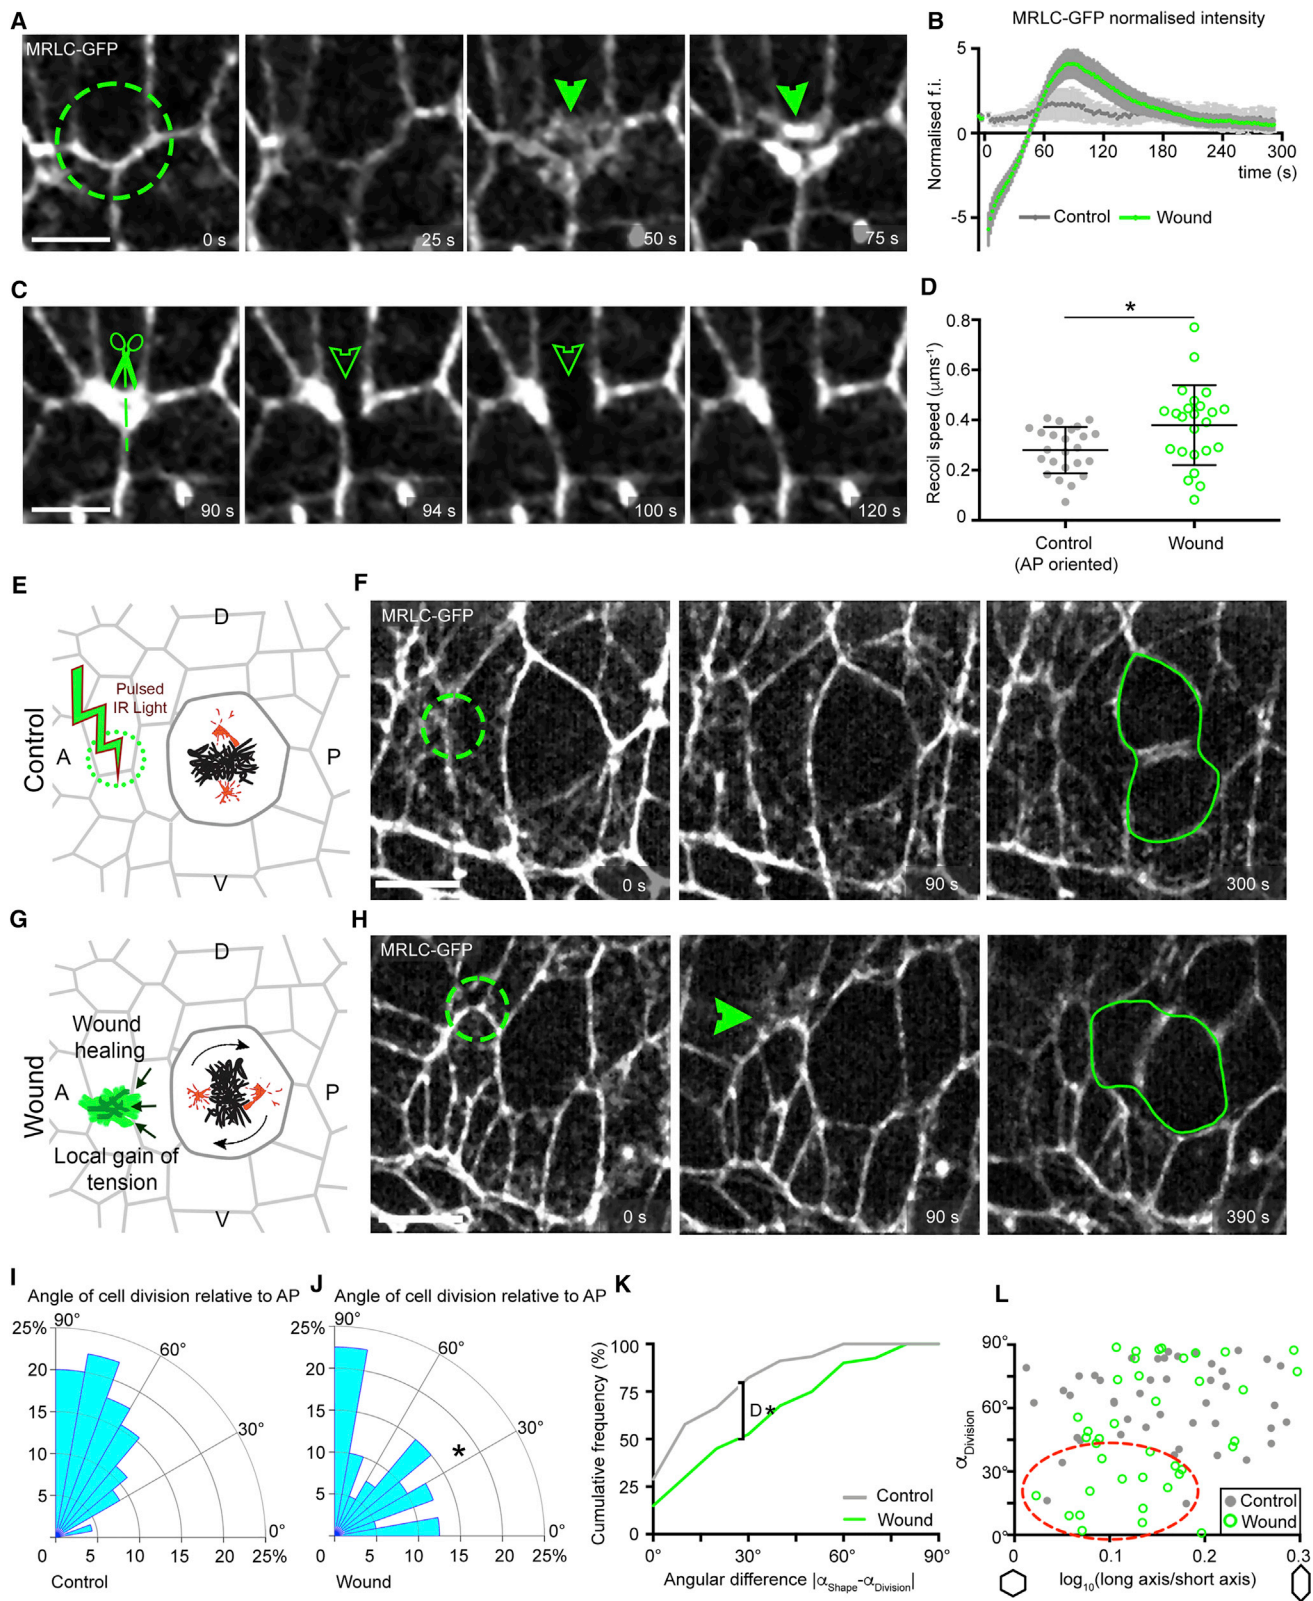 A
MRLC-GFP
0 s
25 s
50 s
75 s
B
MRLC-GFP normalised intensity
Normalised f.i.
5
0
-5
0
60
120
180
240
300
time (s)
Control
Wound
C
90 s
94 s
100 s
120 s
D
*
Recoil speed (µms⁻¹)
0.8
0.6
0.4
0.2
0
Control
(AP oriented)
Wound
E
Control
D
Pulsed
IR Light
A
P
V
F
MRLC-GFP
0 s
90 s
300 s
G
Wound
D
Wound
healing
A
P
Local gain of
tension
V
H
MRLC-GFP
0 s
90 s
390 s
I
Angle of cell division relative to AP
90°
60°
30°
0°
25%
20
15
10
5
0
5
10
15
20
25%
Control
J
Angle of cell division relative to AP
90°
60°
30°
0°
*
25%
20
15
10
5
0
5
10
15
20
25%
Wound
K
Cumulative frequency (%)
100
75
50
25
0
D*
Control
Wound
0°
30°
60°
90°
Angular difference |αShape-αDivision|
L
αDivision
90°
60°
30°
0°
Control
Wound
0
0.1
0.2
0.3
log₁₀(long axis/short axis)